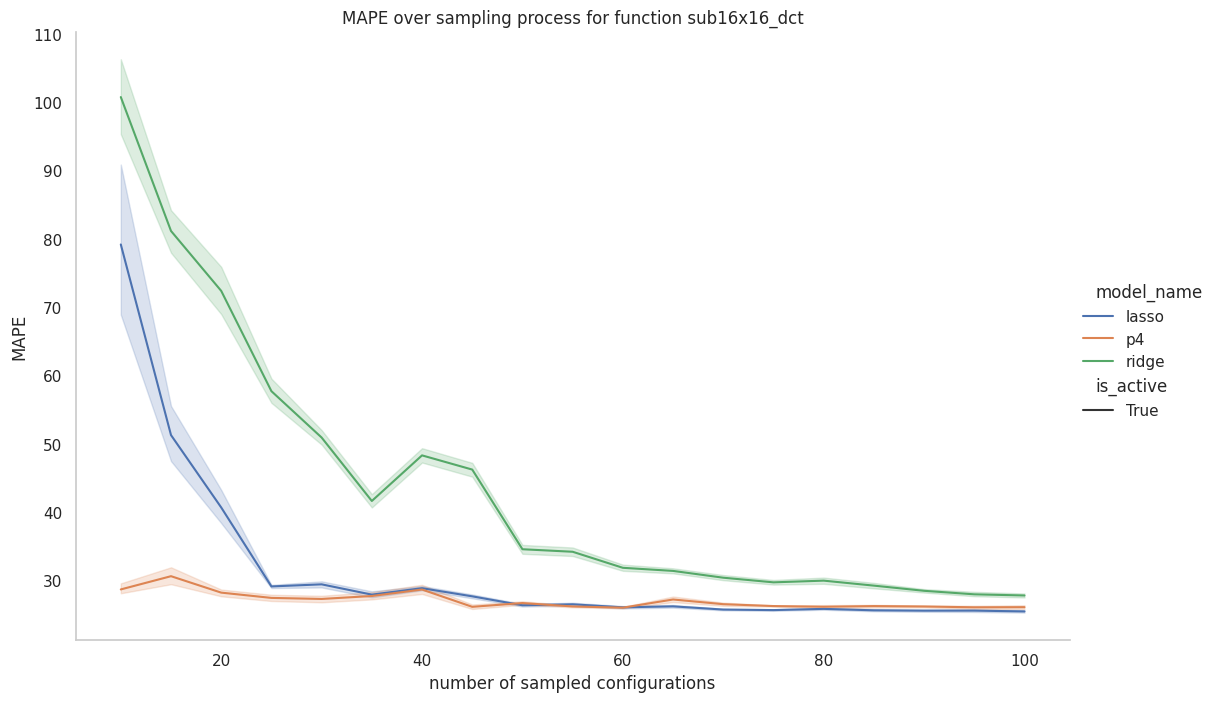 MAPE over sampling process for function sub16x16_dct
110
100
90
80
70
60
50
40
30
MAPE
20
40
60
80
100
number of sampled configurations
model_name
lasso
p4
ridge
is_active
True